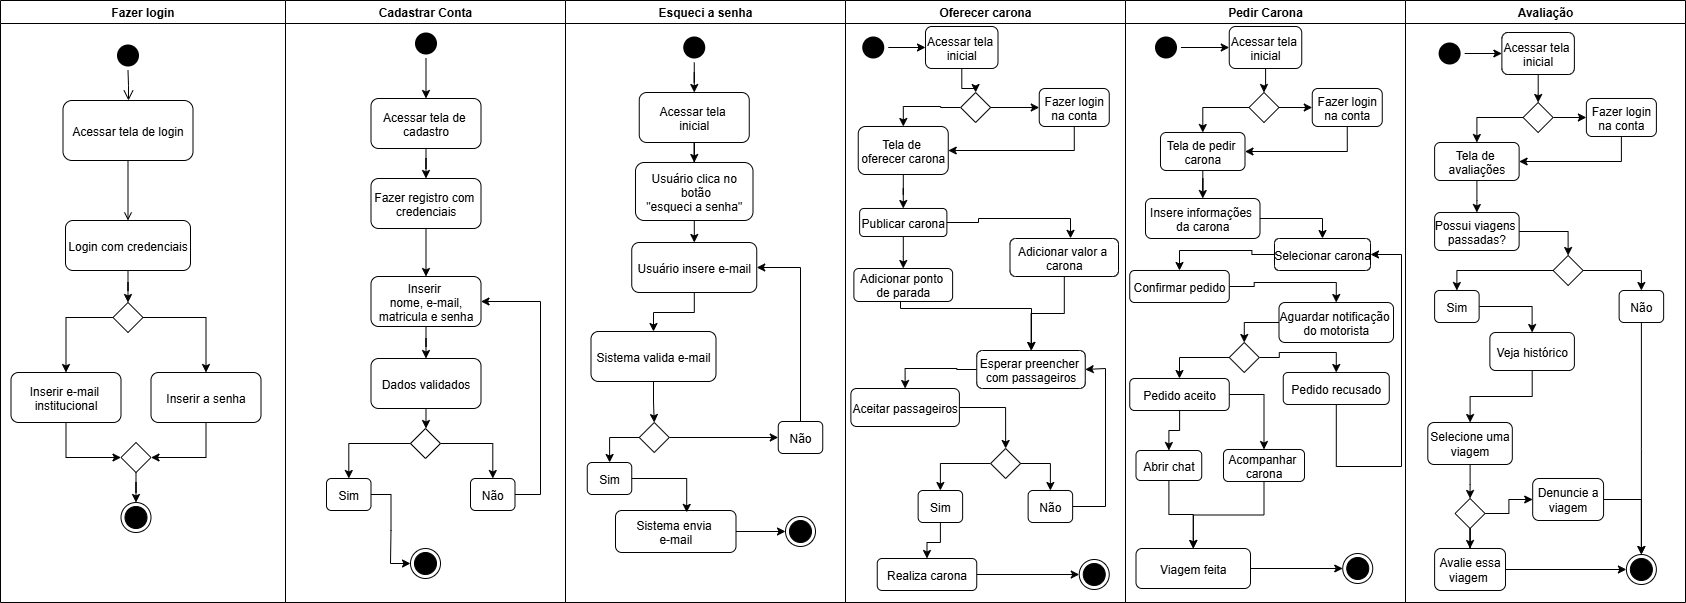 Fazer login
Acessar tela de login
Login com credenciais
Inserir e-mail
institucional
Inserir a senha
Cadastrar Conta
Acessar tela de
cadastro
Fazer registro com
credenciais
Inserir
nome, e-mail,
matricula e senha
Dados validados
Sim
Não
Esqueci a senha
Acessar tela
inicial
Usuário clica no
botão
"esqueci a senha"
Usuário insere e-mail
Sistema valida e-mail
Não
Sim
Sistema envia
e-mail
Oferecer carona
Acessar tela
inicial
Fazer login
na conta
Tela de
oferecer carona
Publicar carona
Adicionar valor a
carona
Adicionar ponto
de parada
Esperar preencher
com passageiros
Aceitar passageiros
Sim
Não
Realiza carona
Pedir Carona
Acessar tela
inicial
Fazer login
na conta
Tela de pedir
carona
Insere informações
da carona
Selecionar carona
Confirmar pedido
Aguardar notificação
do motorista
Pedido aceito
Pedido recusado
Abrir chat
Acompanhar
carona
Viagem feita
Avaliação
Acessar tela
inicial
Fazer login
na conta
Tela de
avaliações
Possui viagens
passadas?
Sim
Não
Veja histórico
Selecione uma
viagem
Denuncie a
viagem
Avalie essa
viagem